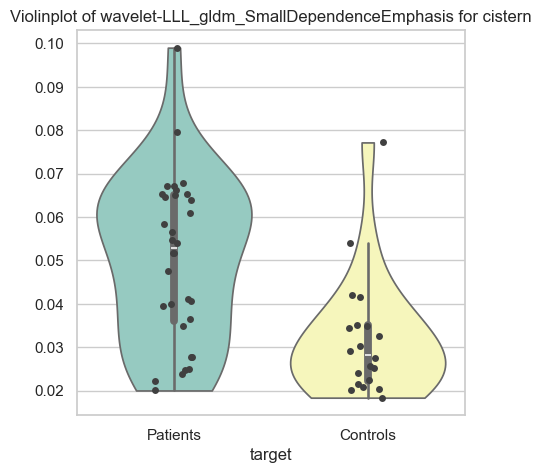 Violinplot of wavelet-LLL_gldm_SmallDependenceEmphasis for cistern
0.10
0.09
0.08
0.07
0.06
0.05
0.04
0.03
0.02
Patients
Controls
target